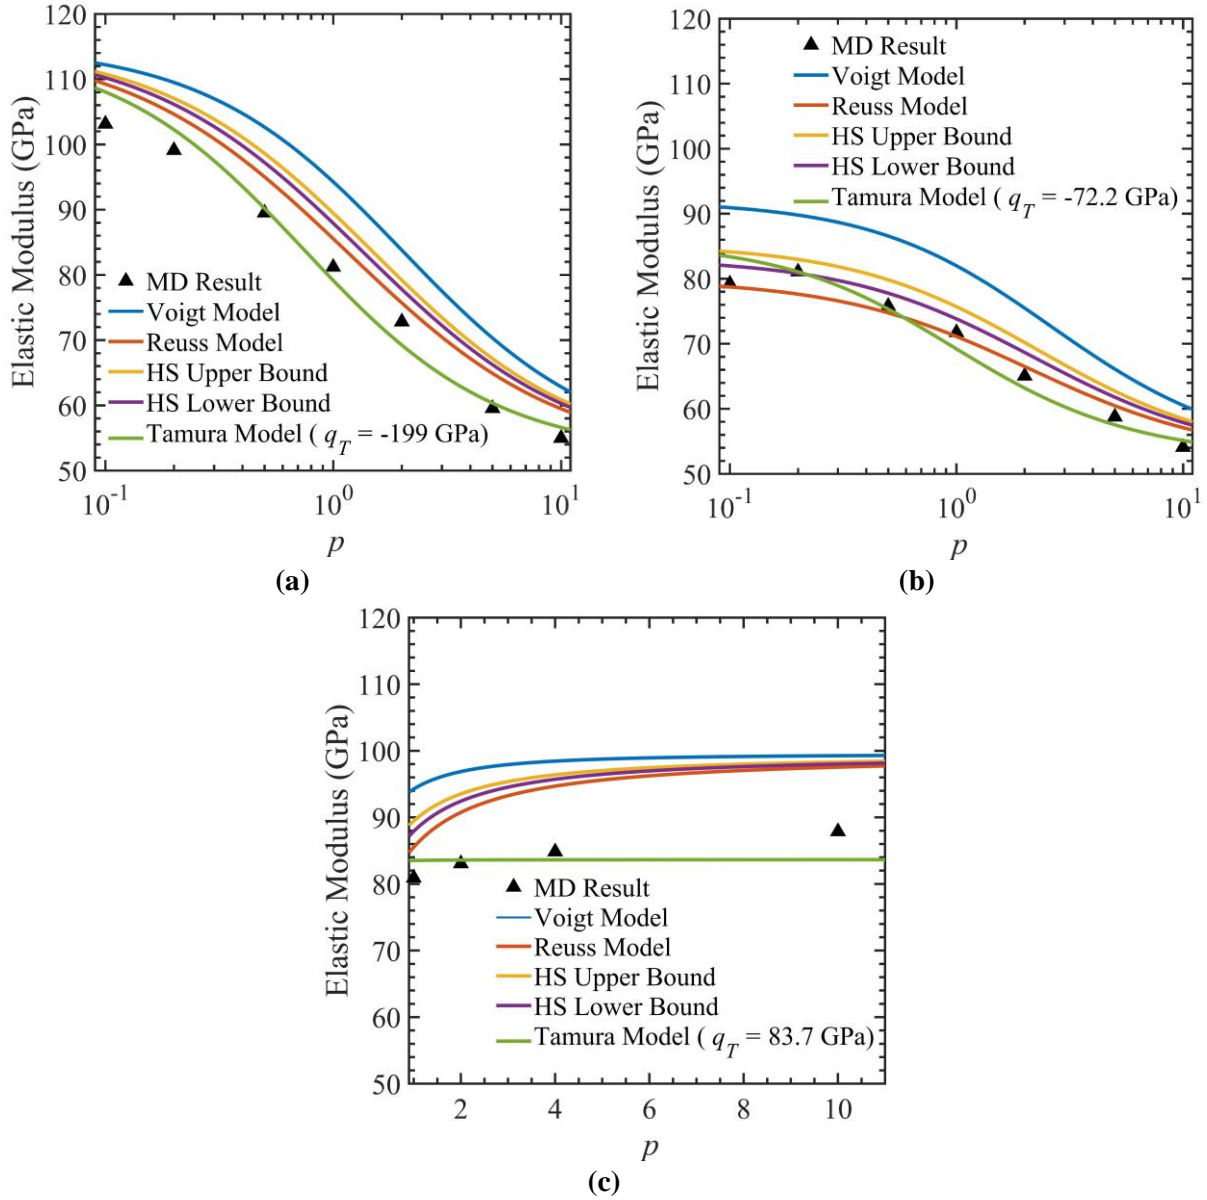 120
110
100
90
80
70
60
50
Elastic Modulus (GPa)
MD Result
Voigt Model
Reuss Model
HS Upper Bound
HS Lower Bound
Tamura Model ( q_T = -199 GPa)
10^-1 10^0 10^1
p
(a)
120
110
100
90
80
70
60
50
Elastic Modulus (GPa)
MD Result
Voigt Model
Reuss Model
HS Upper Bound
HS Lower Bound
Tamura Model ( q_T = -72.2 GPa)
10^-1 10^0 10^1
p
(b)
120
110
100
90
80
70
60
50
Elastic Modulus (GPa)
MD Result
Voigt Model
Reuss Model
HS Upper Bound
HS Lower Bound
Tamura Model ( q_T = 83.7 GPa)
2 4 6 8 10
p
(c)